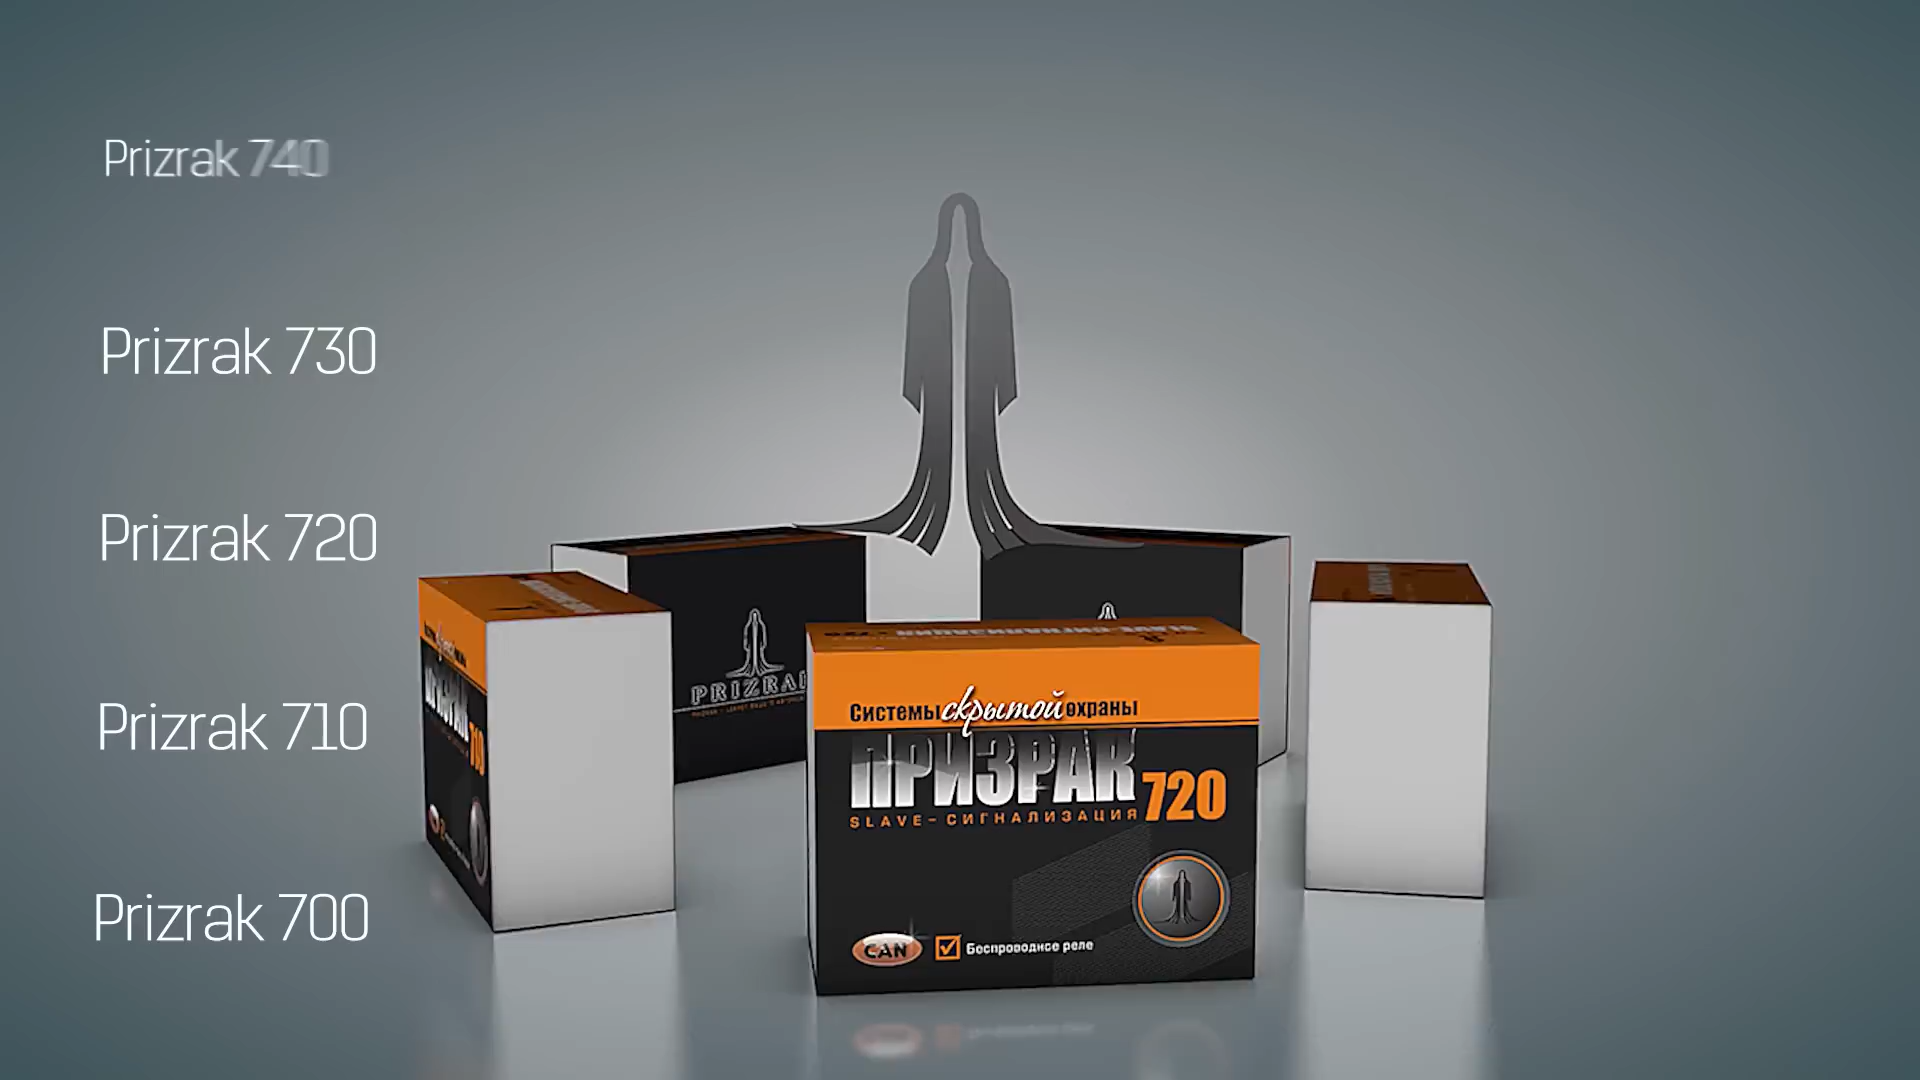 Prizrak 740
Prizrak 730
Prizrak 720
Prizrak 710
Prizrak 700
PRIZRAK
Системы скрытой охраны
ПРИЗРАК 720
SLAVE-СИГНАЛИЗАЦИЯ
CAN
Беспроводное реле
710